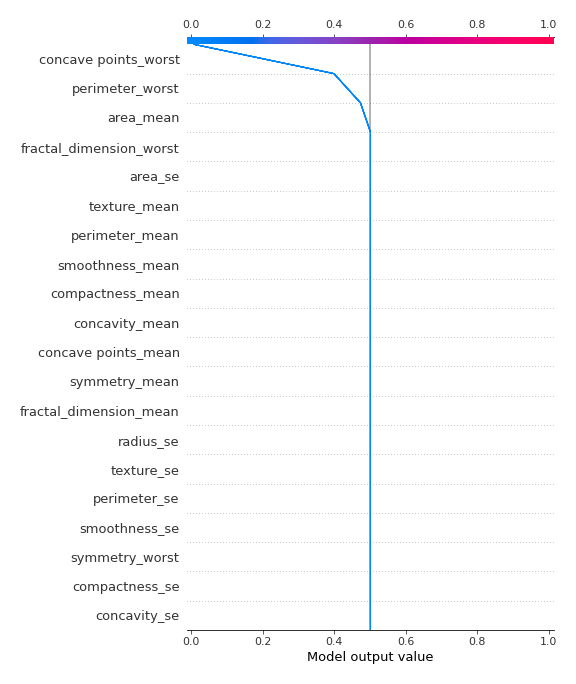 0.0 0.2 0.4 0.6 0.8 1.0
concave points_worst
perimeter_worst
area_mean
fractal_dimension_worst
area_se
texture_mean
perimeter_mean
smoothness_mean
compactness_mean
concavity_mean
concave points_mean
symmetry_mean
fractal_dimension_mean
radius_se
texture_se
perimeter_se
smoothness_se
symmetry_worst
compactness_se
concavity_se
0.0 0.2 0.4 0.6 0.8 1.0
Model output value